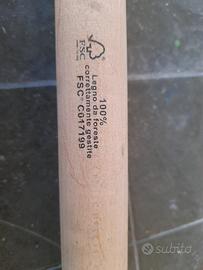 FSC
100%
Legno da foreste
correttamente gestite
FSC® C017199
subito